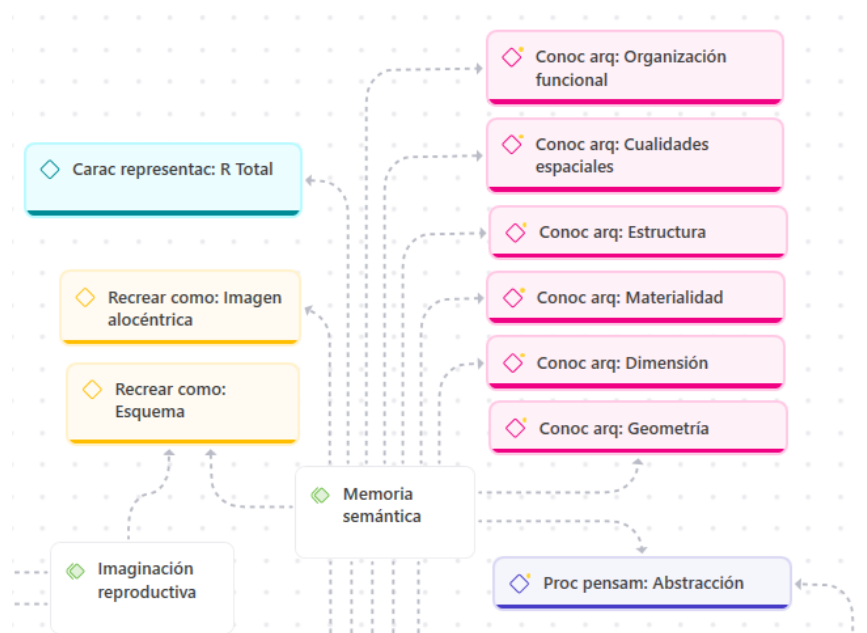 Conoc arq: Organización
funcional
Conoc arq: Cualidades
espaciales
Carac representac: R Total
Conoc arq: Estructura
Recrear como: Imagen
alocéntrica
Conoc arq: Materialidad
Conoc arq: Dimensión
Recrear como:
Esquema
Conoc arq: Geometría
Memoria
semántica
Imaginación
reproductiva
Proc pensam: Abstracción